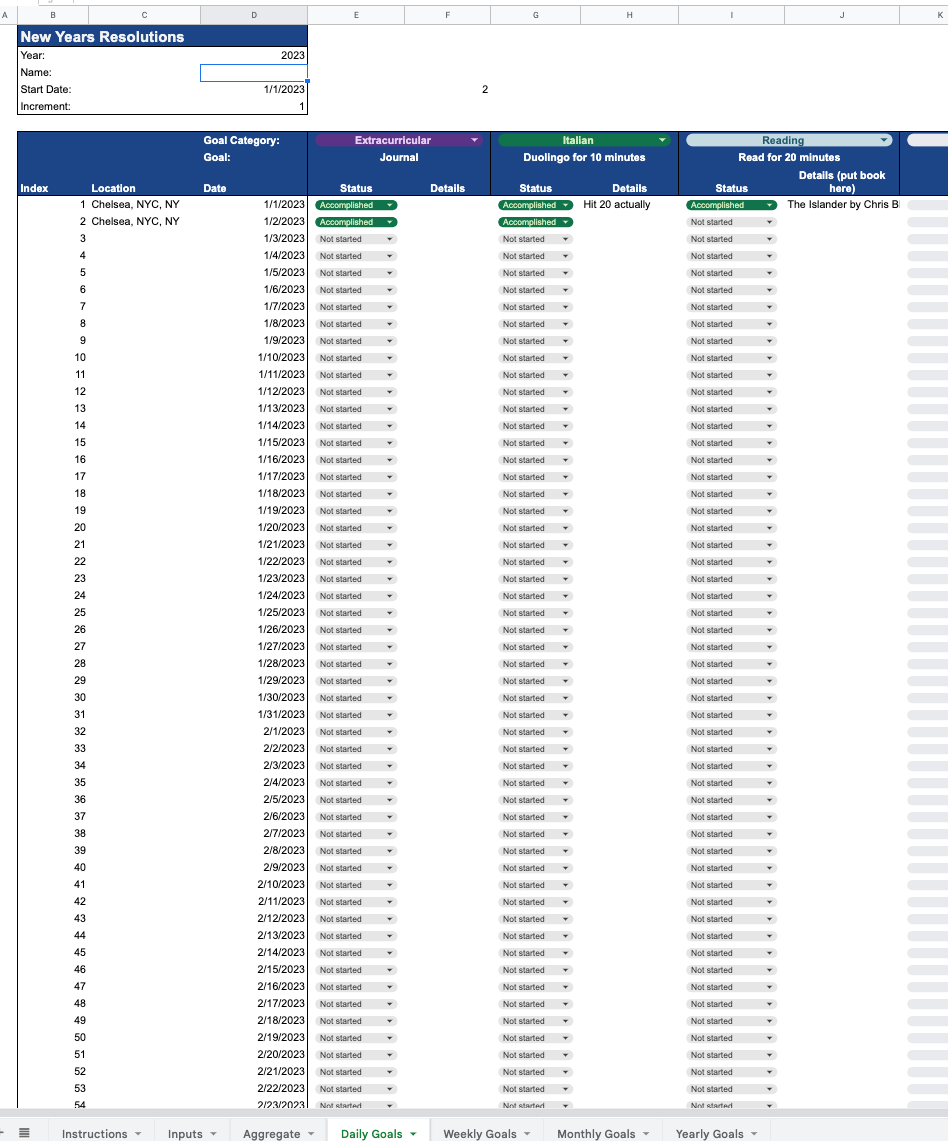 A B C D E F G H I J K
New Years Resolutions
Year: 2023
Name:
Start Date: 1/1/2023 2
Increment: 1
Goal Category: Extracurricular Italian Reading
Goal: Journal Duolingo for 10 minutes Read for 20 minutes
Details (put book
Index Location Date Status Details Status Details Status here)
1 Chelsea, NYC, NY 1/1/2023 Accomplished Accomplished Hit 20 actually Accomplished The Islander by Chris
2 Chelsea, NYC, NY 1/2/2023 Accomplished Accomplished Not started
3 1/3/2023 Not started Not started Not started
4 1/4/2023 Not started Not started Not started
5 1/5/2023 Not started Not started Not started
6 1/6/2023 Not started Not started Not started
7 1/7/2023 Not started Not started Not started
8 1/8/2023 Not started Not started Not started
9 1/9/2023 Not started Not started Not started
10 1/10/2023 Not started Not started Not started
11 1/11/2023 Not started Not started Not started
12 1/12/2023 Not started Not started Not started
13 1/13/2023 Not started Not started Not started
14 1/14/2023 Not started Not started Not started
15 1/15/2023 Not started Not started Not started
16 1/16/2023 Not started Not started Not started
17 1/17/2023 Not started Not started Not started
18 1/18/2023 Not started Not started Not started
19 1/19/2023 Not started Not started Not started
20 1/20/2023 Not started Not started Not started
21 1/21/2023 Not started Not started Not started
22 1/22/2023 Not started Not started Not started
23 1/23/2023 Not started Not started Not started
24 1/24/2023 Not started Not started Not started
25 1/25/2023 Not started Not started Not started
26 1/26/2023 Not started Not started Not started
27 1/27/2023 Not started Not started Not started
28 1/28/2023 Not started Not started Not started
29 1/29/2023 Not started Not started Not started
30 1/30/2023 Not started Not started Not started
31 1/31/2023 Not started Not started Not started
32 2/1/2023 Not started Not started Not started
33 2/2/2023 Not started Not started Not started
34 2/3/2023 Not started Not started Not started
35 2/4/2023 Not started Not started Not started
36 2/5/2023 Not started Not started Not started
37 2/6/2023 Not started Not started Not started
38 2/7/2023 Not started Not started Not started
39 2/8/2023 Not started Not started Not started
40 2/9/2023 Not started Not started Not started
41 2/10/2023 Not started Not started Not started
42 2/11/2023 Not started Not started Not started
43 2/12/2023 Not started Not started Not started
44 2/13/2023 Not started Not started Not started
45 2/14/2023 Not started Not started Not started
46 2/15/2023 Not started Not started Not started
47 2/16/2023 Not started Not started Not started
48 2/17/2023 Not started Not started Not started
49 2/18/2023 Not started Not started Not started
50 2/19/2023 Not started Not started Not started
51 2/20/2023 Not started Not started Not started
52 2/21/2023 Not started Not started Not started
53 2/22/2023 Not started Not started Not started
54 2/23/2023 Not started Not started Not started
Instructions Inputs Aggregate Daily Goals Weekly Goals Monthly Goals Yearly Goals